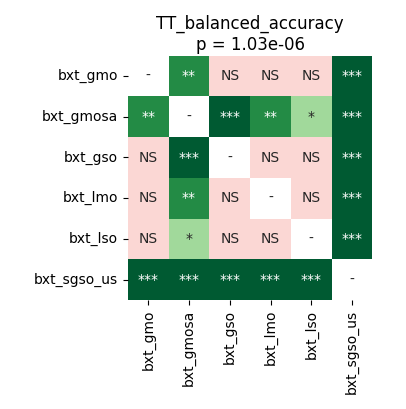 TT_balanced_accuracy
p = 1.03e-06
bxt_gmo - ** NS NS NS ***
bxt_gmosa ** - *** ** * ***
bxt_gso NS *** - NS NS ***
bxt_lmo NS ** NS - NS ***
bxt_lso NS * NS NS - ***
bxt_sgso_us *** *** *** *** *** -
bxt_gmo bxt_gmosa bxt_gso bxt_lmo bxt_lso bxt_sgso_us